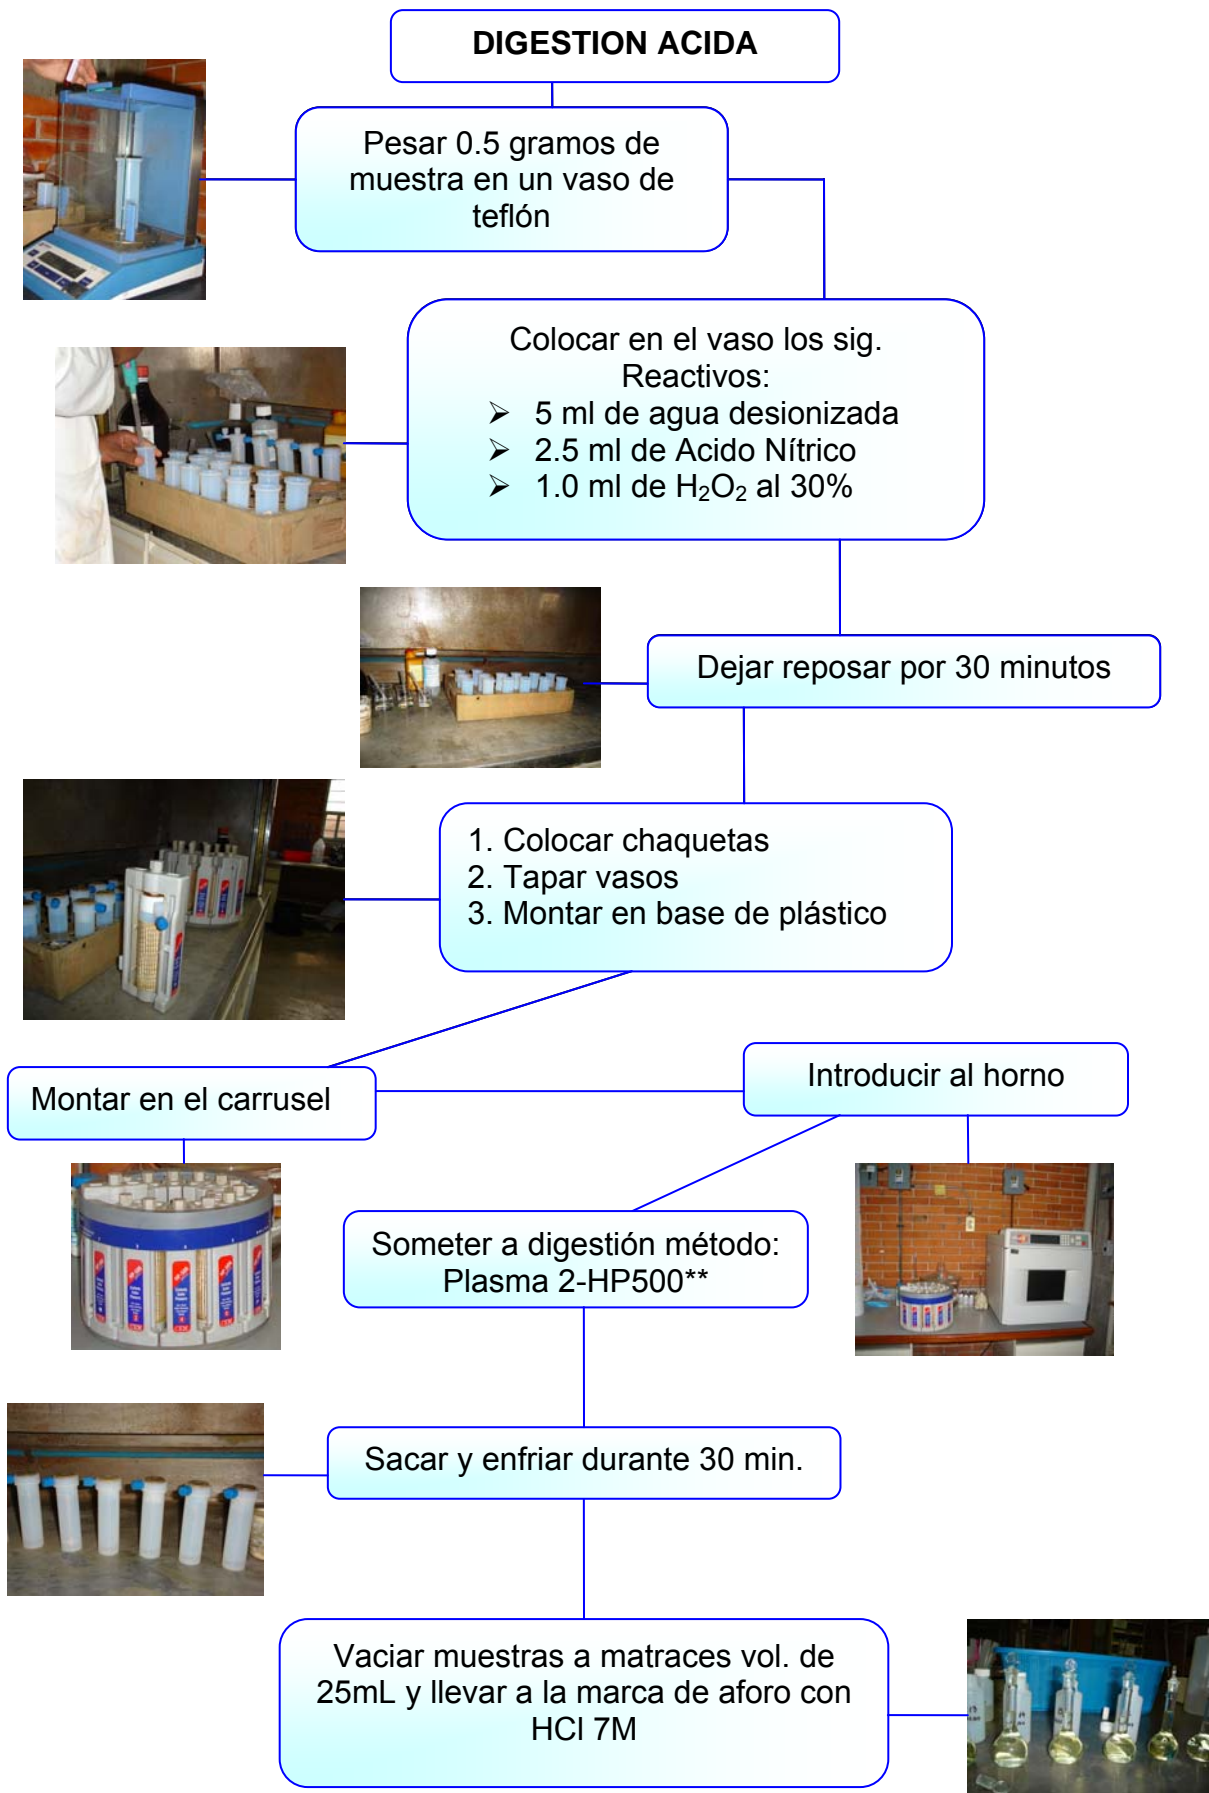 DIGESTION ACIDA
Pesar 0.5 gramos de
muestra en un vaso de
teflón
Colocar en el vaso los sig.
Reactivos:
➢ 5 ml de agua desionizada
➢ 2.5 ml de Acido Nítrico
➢ 1.0 ml de H₂O₂ al 30%
Dejar reposar por 30 minutos
1. Colocar chaquetas
2. Tapar vasos
3. Montar en base de plástico
Introducir al horno
Montar en el carrusel
Someter a digestión método:
Plasma 2-HP500**
Sacar y enfriar durante 30 min.
Vaciar muestras a matraces vol. de
25mL y llevar a la marca de aforo con
HCl 7M